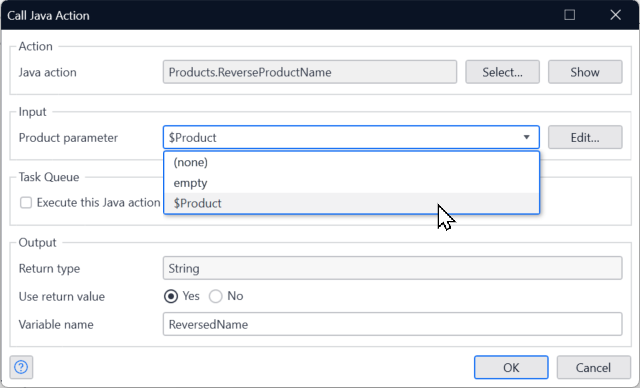 Call Java Action
Action
Java action Products.ReverseProductName Select... Show
Input
Product parameter $Product Edit...
(none)
empty
Task Queue
Execute this Java action $Product
Output
Return type String
Use return value Yes No
Variable name ReversedName
? OK Cancel